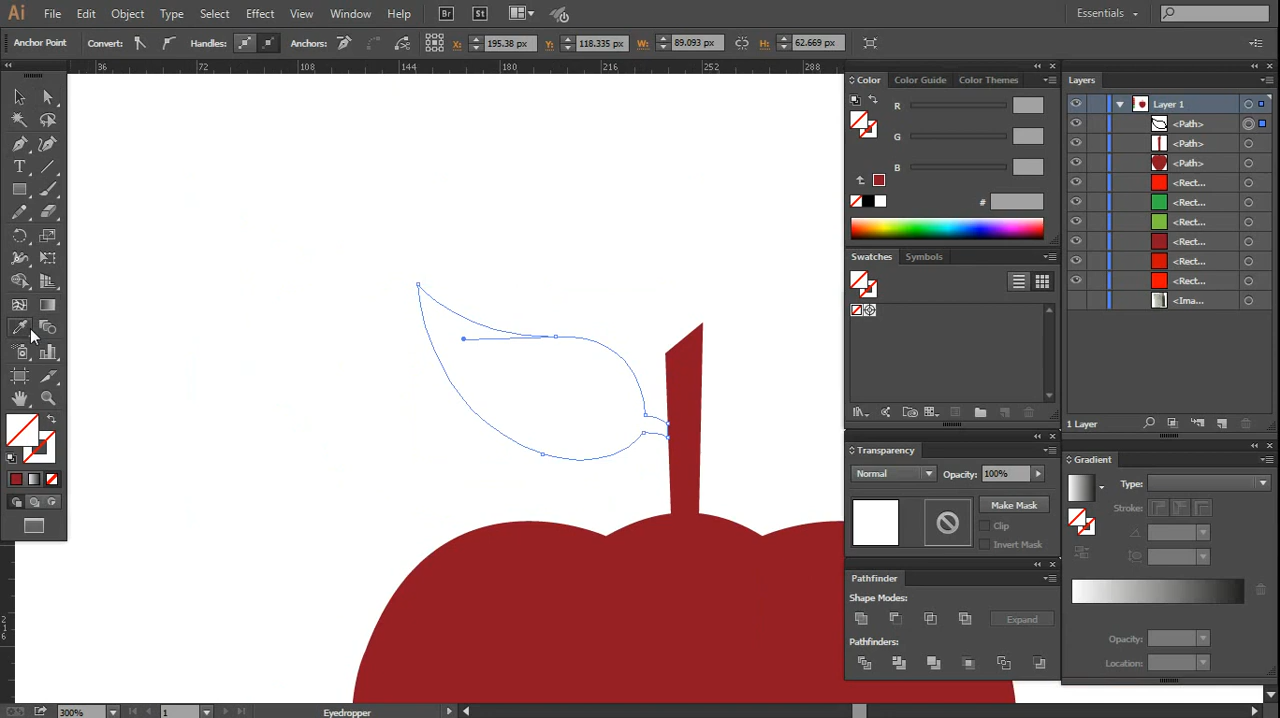 Ai File Edit Object Type Select Effect View Window Help Br St Essentials
Anchor Point Convert: Handles: Anchors: X: 195.38 px Y: 118.335 px W: 89.093 px H: 62.669 px
36 72 108 144 180 216 252 288
Color Color Guide Color Themes
R
G
B
#
Swatches Symbols
Transparency
Normal Opacity: 100%
Make Mask
Clip
Invert Mask
Pathfinder
Shape Modes:
Expand
Pathfinders:
Layers
Layer 1
<Path>
<Path>
<Path>
<Rect...
<Rect...
<Rect...
<Rect...
<Rect...
<Rect...
<Ima...
1 Layer
Gradient
Type:
Stroke:
Opacity:
Location:
T
2
1
6
300% 1 Eyedropper